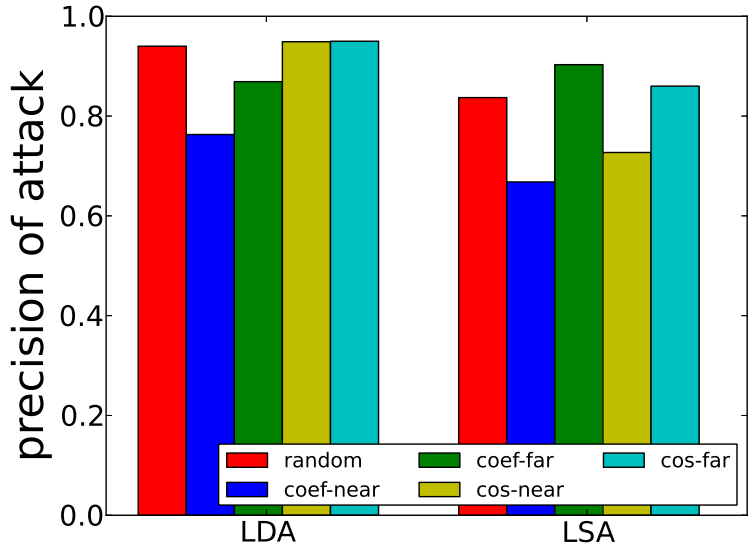 precision of attack
1.0
0.8
0.6
0.4
0.2
0.0
random
coef-near
coef-far
cos-near
cos-far
LDA
LSA